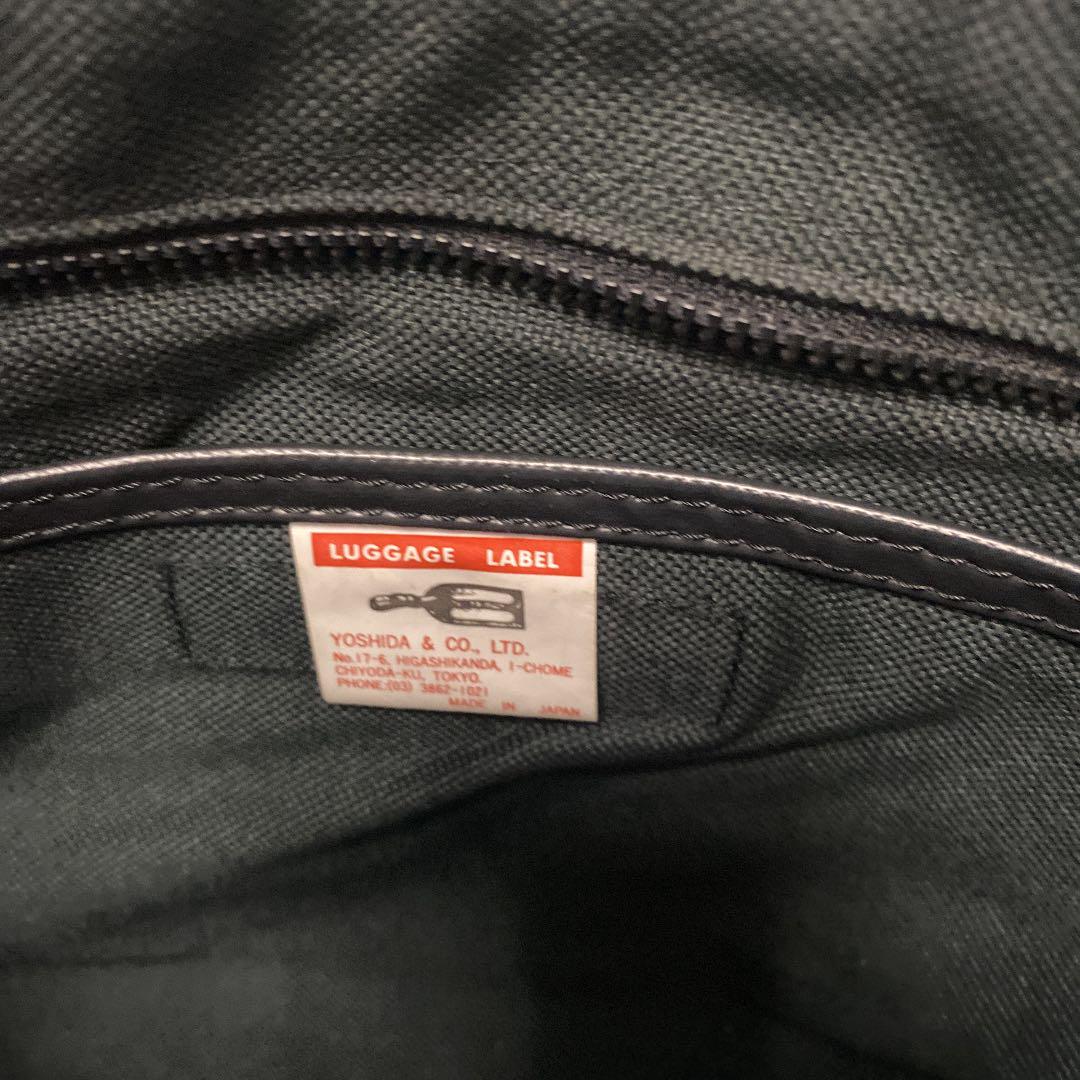 LUGGAGE LABEL
YOSHIDA & CO., LTD.
No.17-6, HIGASHIKANDA, 1-CHOME
CHIYODA-KU, TOKYO.
PHONE:(03) 3862-1021
MADE IN JAPAN